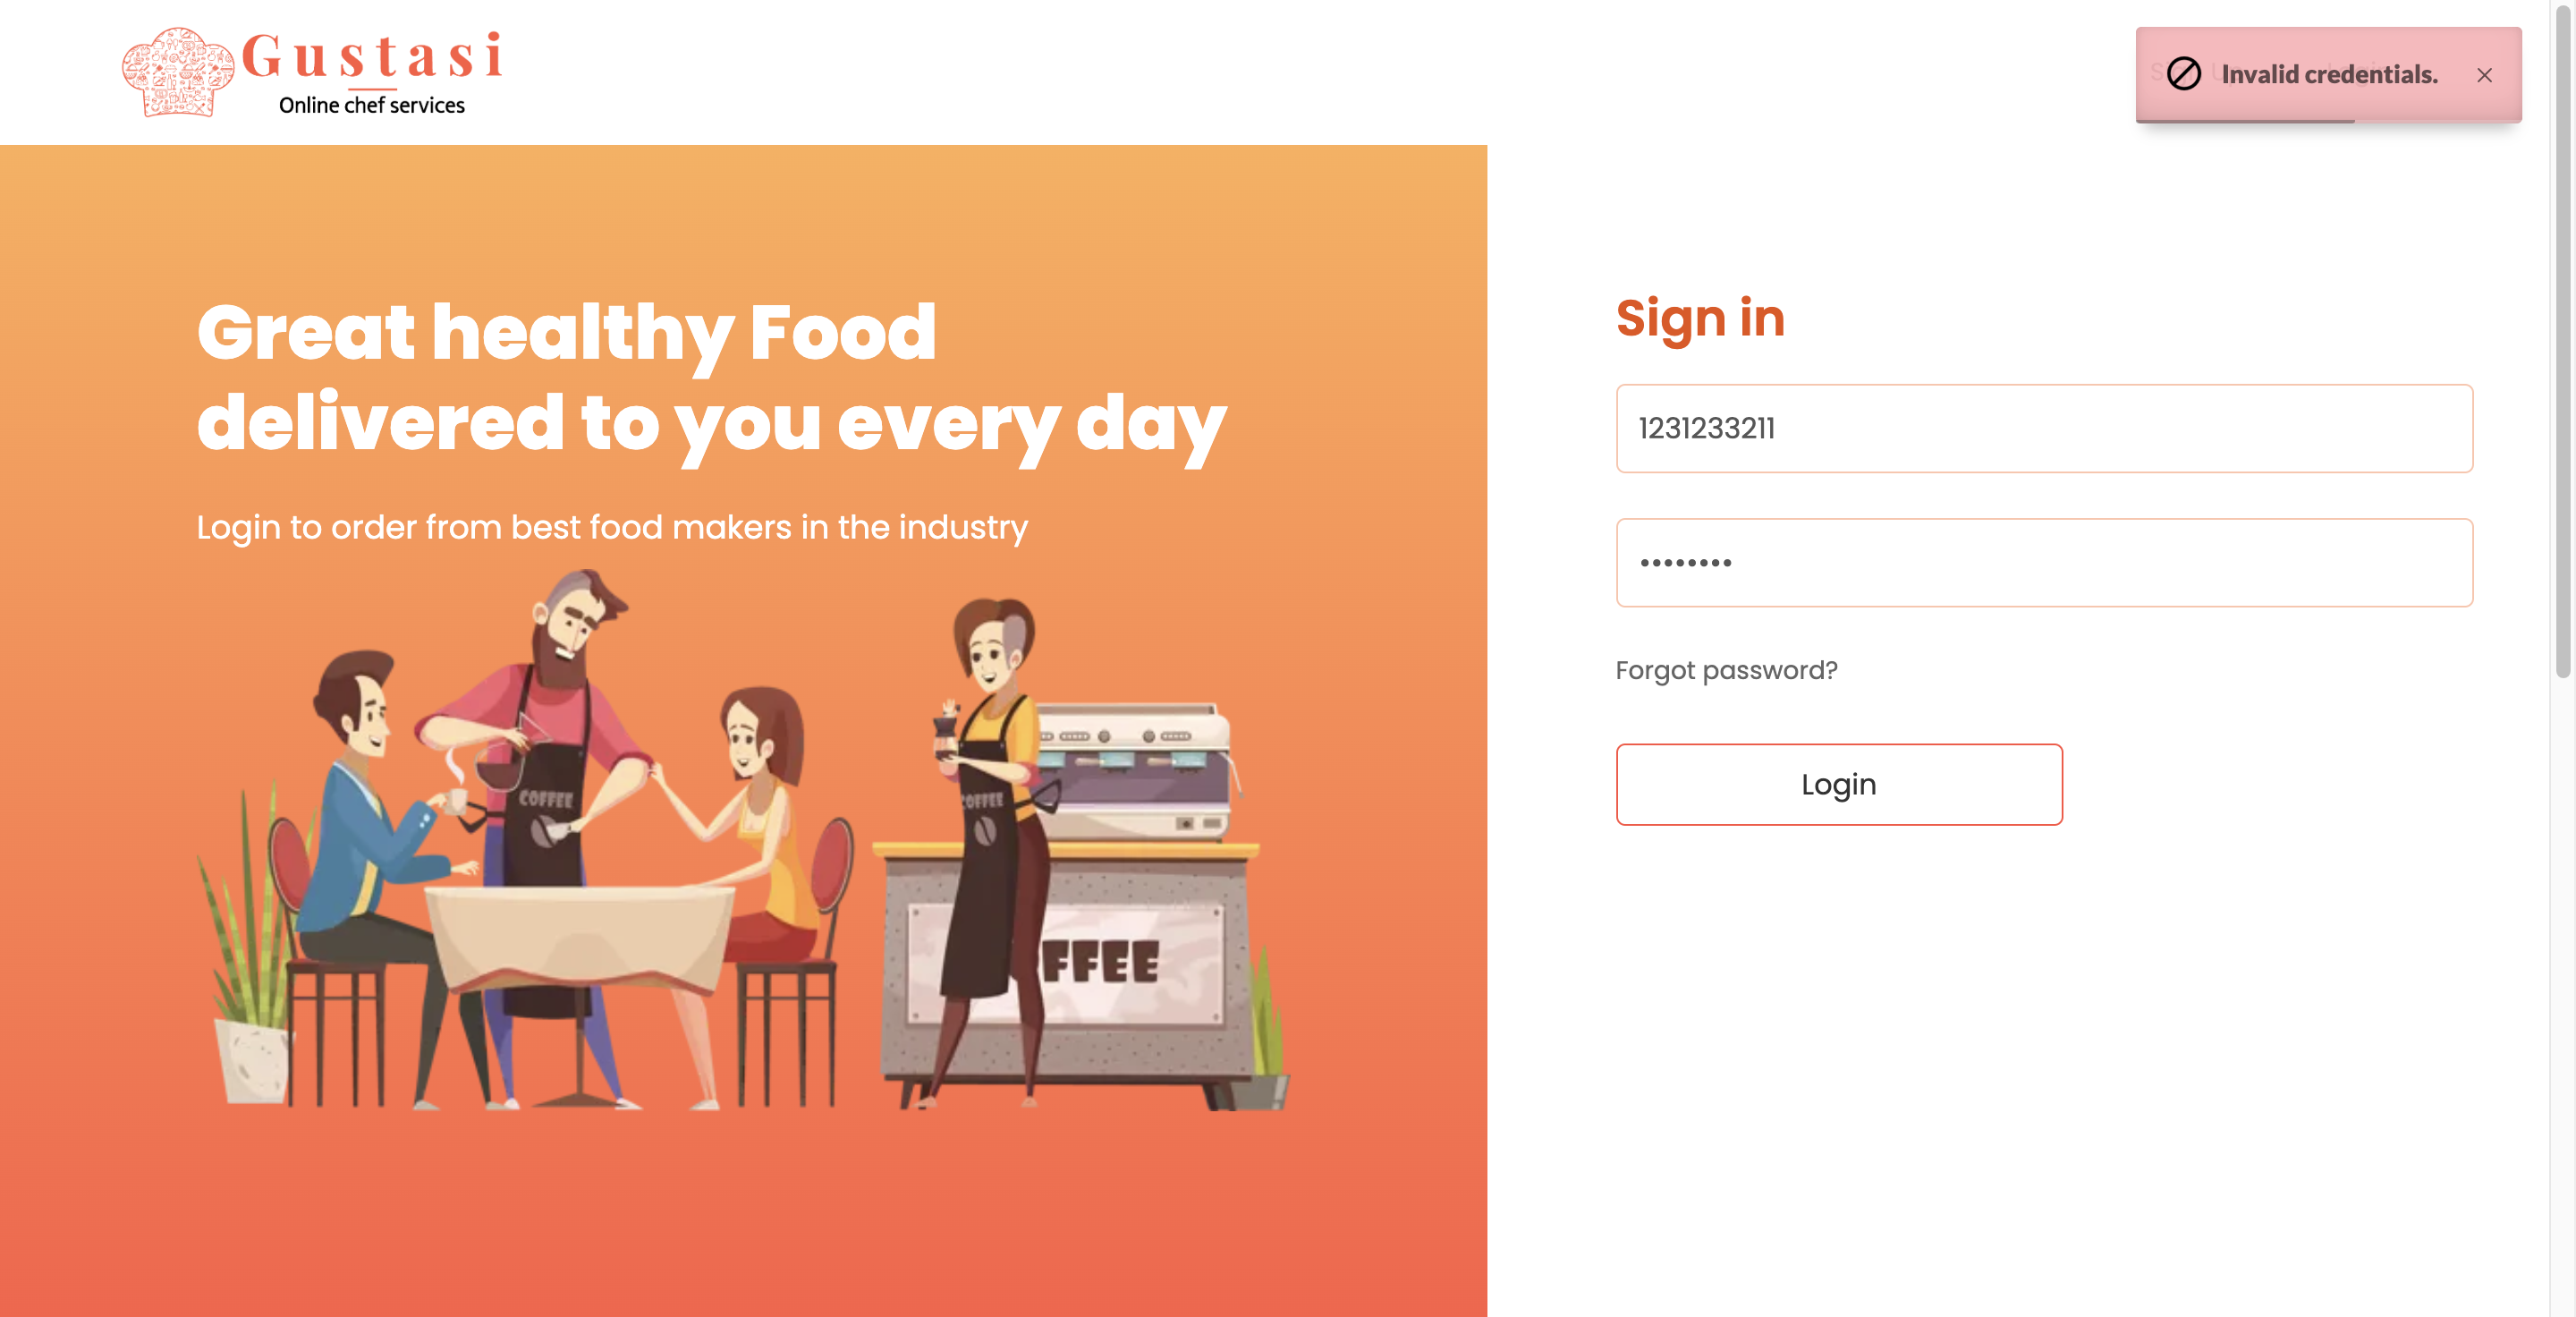 Gustasi
Online chef services
Invalid credentials.
Great healthy Food
delivered to you every day
Login to order from best food makers in the industry
COFFEE
COFFEE
FFEE
Sign in
1231233211
••••••••
Forgot password?
Login